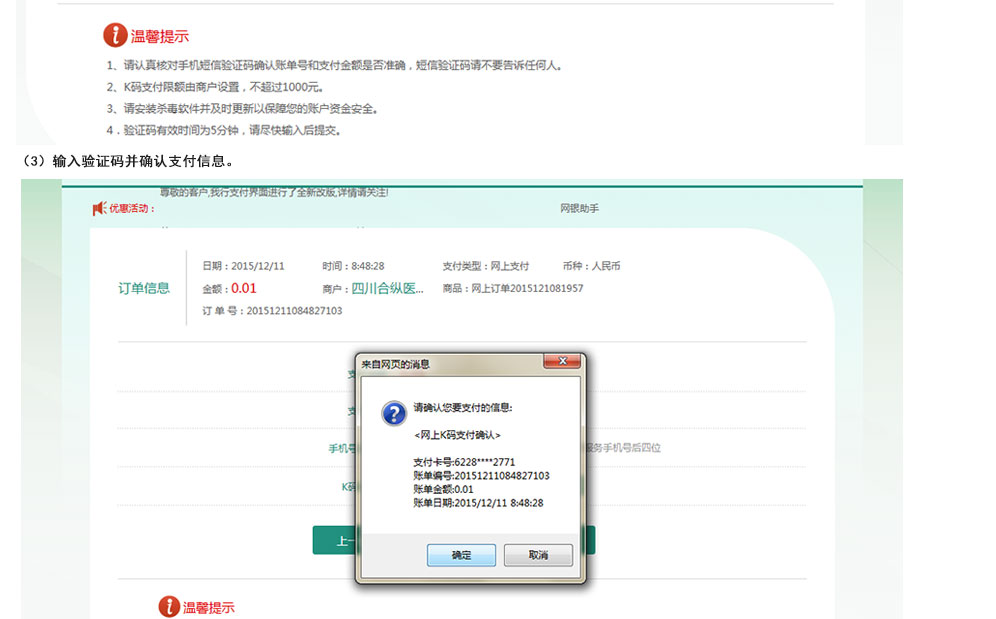 温馨提示
1、请认真核对手机短信验证码确认账单号和支付金额是否准确，短信验证码请不要告诉任何人。
2、K码支付限额由商户设置，不超过1000元。
3、请安装杀毒软件并及时更新以保障您的账户资金安全。
4．验证码有效时间为5分钟，请尽快输入后提交。
（3）输入验证码并确认支付信息。
尊敬的客户,我行支付界面进行了全新改版,详情请关注!
优惠活动： 网银助手
日期：2015/12/11 时间：8:48:28 支付类型：网上支付 币种：人民币
订单信息 金额：0.01 商户：四川合纵医... 商品：网上订单2015121081957
订 单 号：20151211084827103
来自网页的消息
支
请确认您要支付的信息:
支
<网上K码支付确认>
手机号 服务手机号后四位
支付卡号:6228****2771
账单编号:20151211084827103
K码
账单金额:0.01
账单日期:2015/12/11 8:48:28
上一
确定 取消
温馨提示